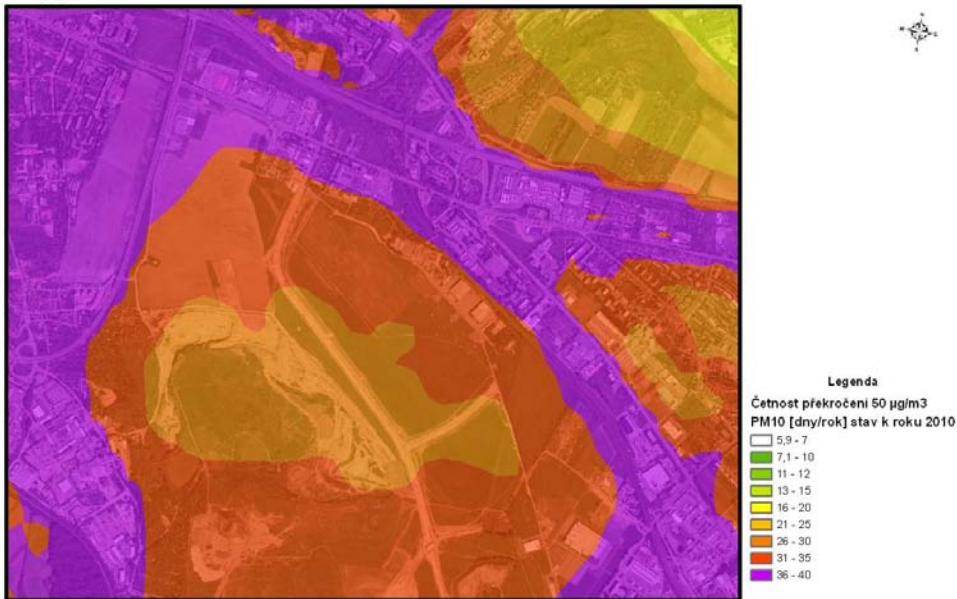 Legenda
Četnost překročení 50 µg/m3
PM10 [dny/rok] stav k roku 2010
5,9 - 7
7,1 - 10
11 - 12
13 - 15
16 - 20
21 - 25
26 - 30
31 - 35
36 - 40